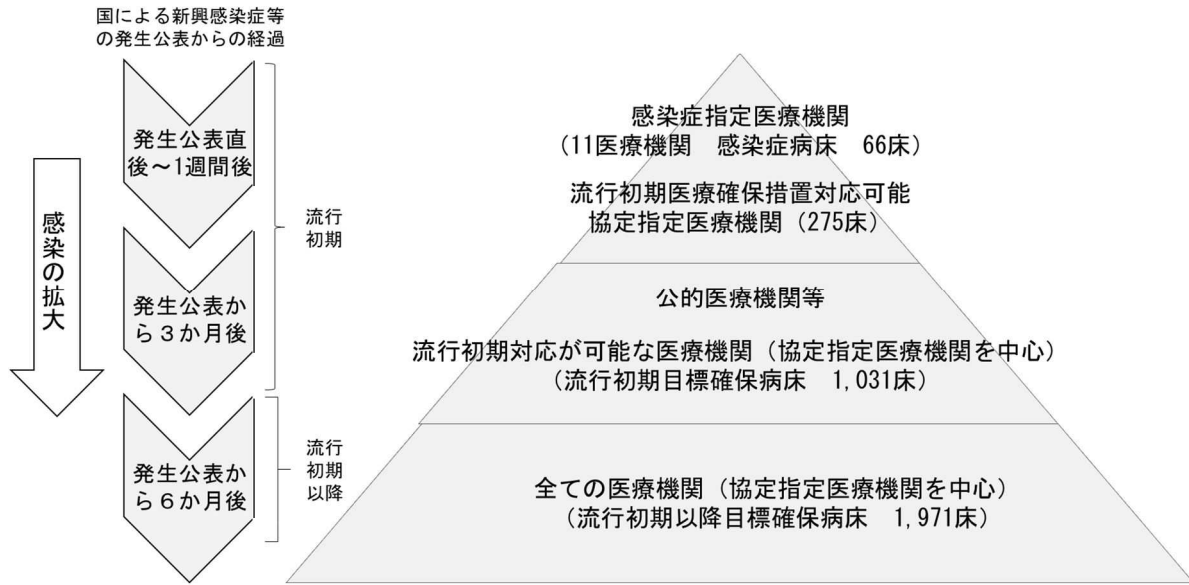 国による新興感染症等
の発生公表からの経過
感染の拡大
発生公表直
後～1週間後
発生公表か
ら３か月後
発生公表か
ら６か月後
流行
初期
流行
初期
以降
感染症指定医療機関
（11医療機関　感染症病床　66床）
流行初期医療確保措置対応可能
協定指定医療機関（275床）
公的医療機関等
流行初期対応が可能な医療機関（協定指定医療機関を中心）
（流行初期目標確保病床　1,031床）
全ての医療機関（協定指定医療機関を中心）
（流行初期以降目標確保病床　1,971床）